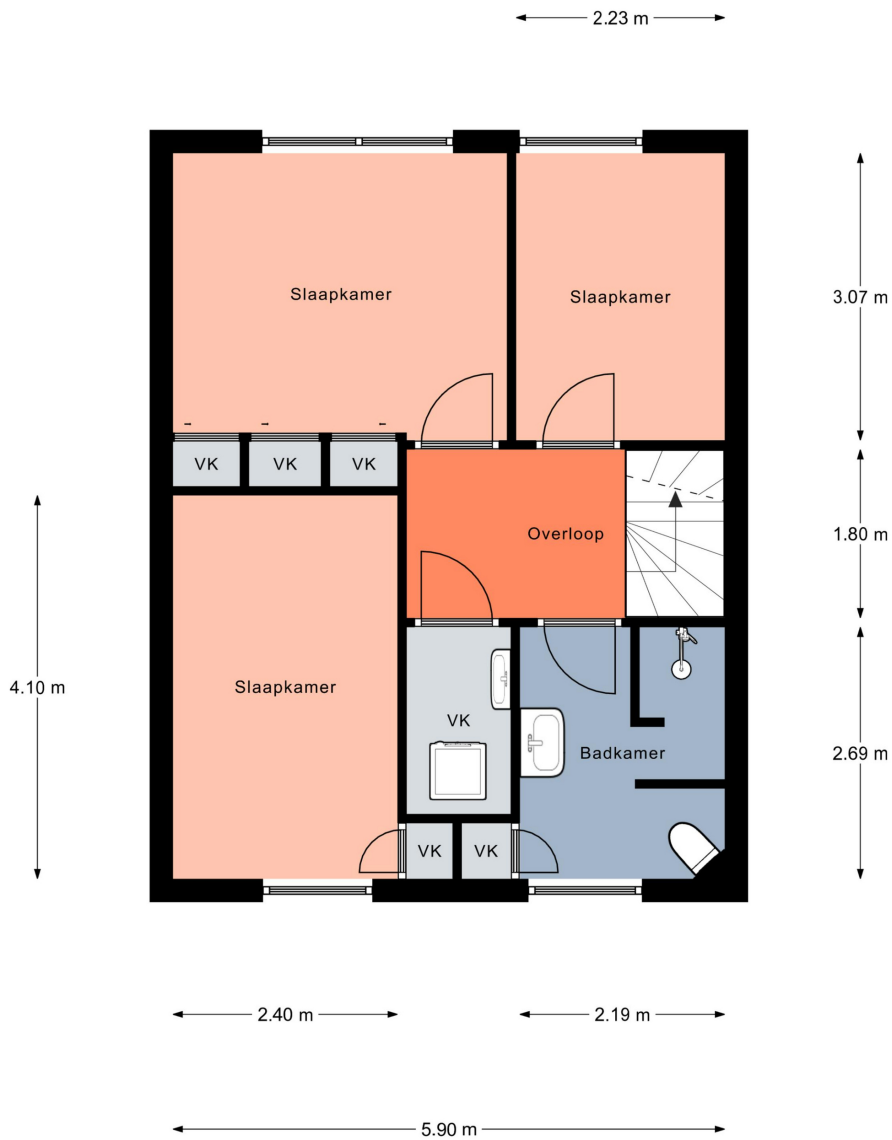 2.23 m
Slaapkamer
Slaapkamer
3.07 m
VK
VK
VK
Overloop
1.80 m
4.10 m
Slaapkamer
VK
Badkamer
2.69 m
VK
VK
2.40 m
2.19 m
5.90 m